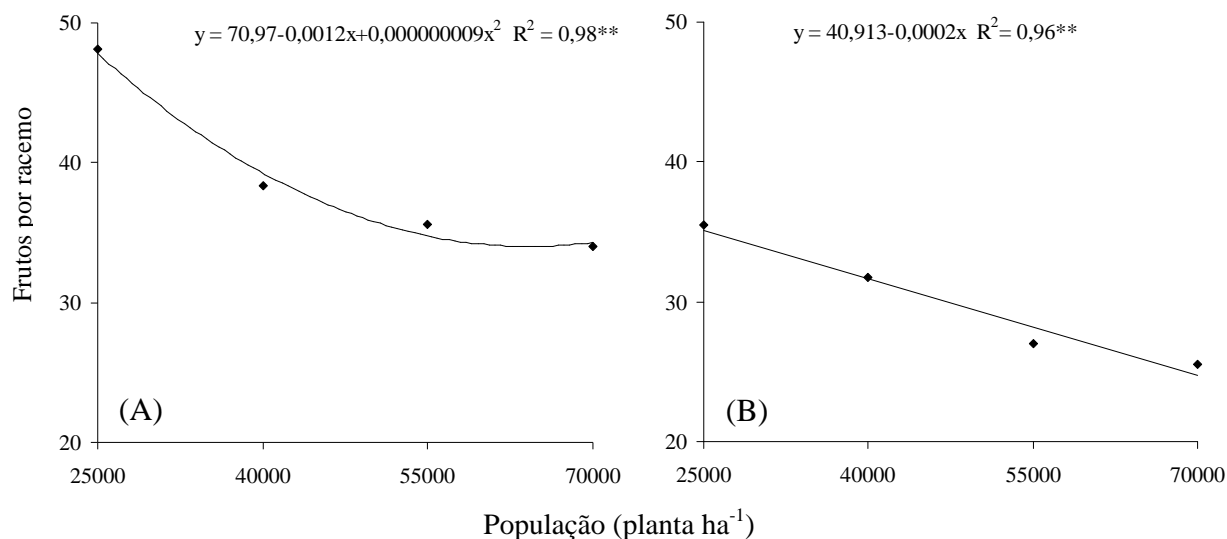 y = 70,97-0,0012x+0,000000009x² R² = 0,98**
y = 40,913-0,0002x R² = 0,96**
Frutos por racemo
50
40
30
20
(A)
25000 40000 55000 70000
50
40
30
20
(B)
25000 40000 55000 70000
População (planta ha⁻¹)